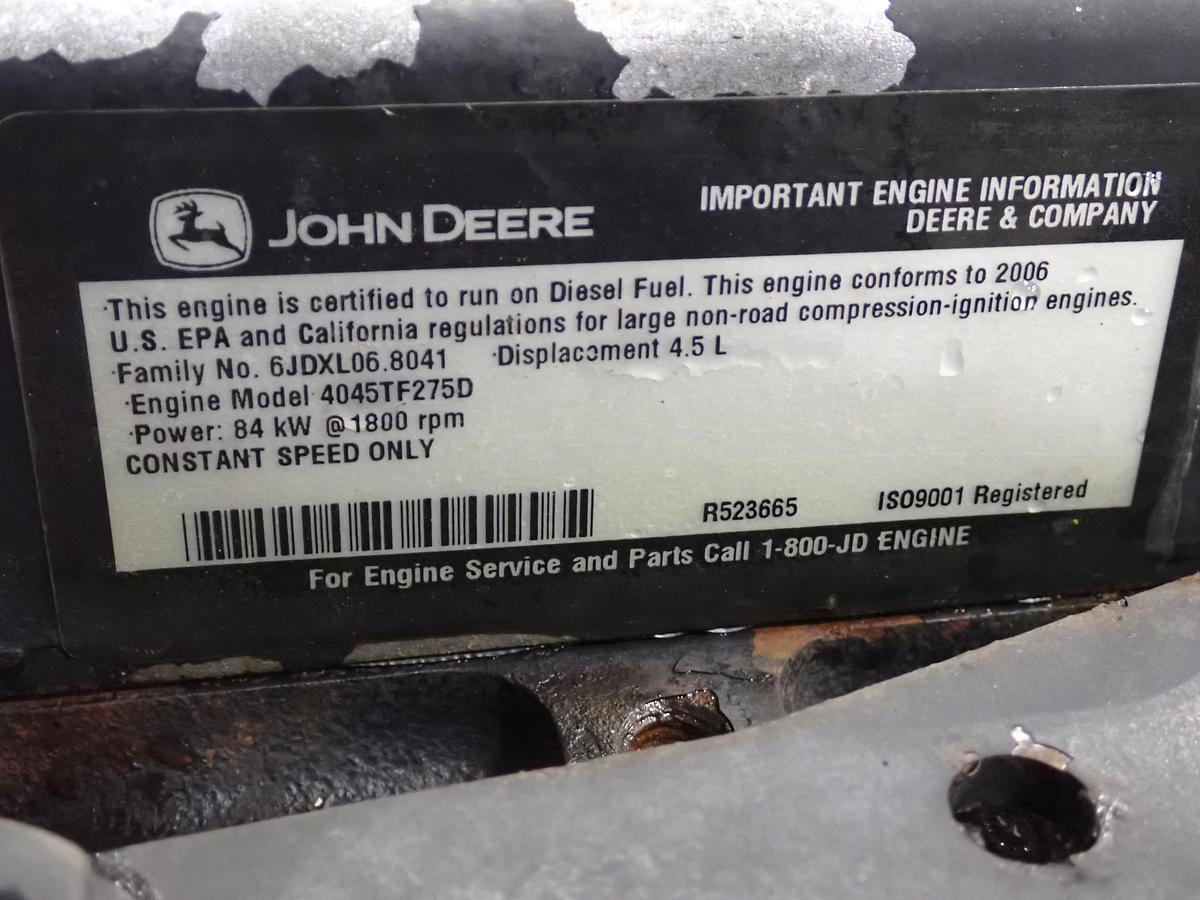 JOHN DEERE
IMPORTANT ENGINE INFORMATION
DEERE & COMPANY
·This engine is certified to run on Diesel Fuel. This engine conforms to 2006
U.S. EPA and California regulations for large non-road compression-ignition engines.
·Family No. 6JDXL06.8041 ·Displacement 4.5 L
·Engine Model 4045TF275D
·Power: 84 kW @1800 rpm
CONSTANT SPEED ONLY
R523665 ISO9001 Registered
For Engine Service and Parts Call 1-800-JD ENGINE